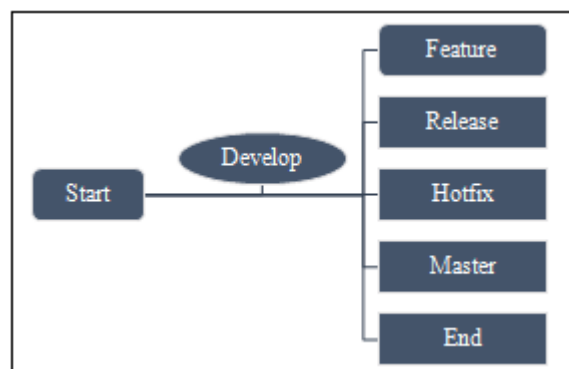 Start
Develop
Feature
Release
Hotfix
Master
End